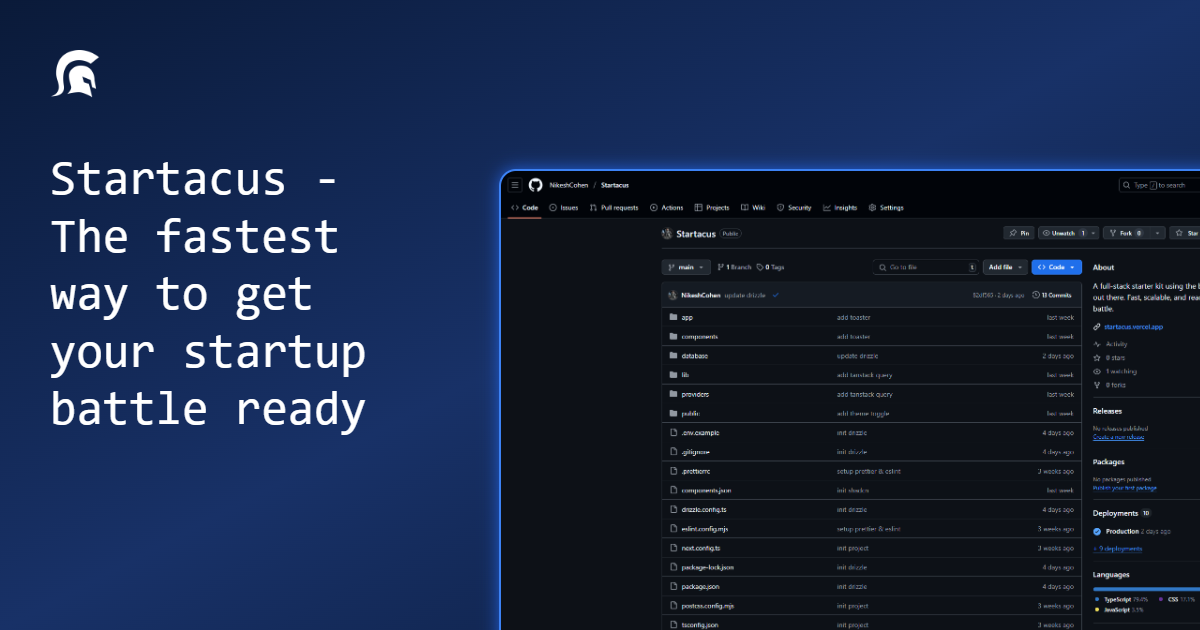 Startacus -
The fastest
way to get
your startup
battle ready
NikeshCohen / Startacus
Type / to search
Code Issues Pull requests Actions Projects Wiki Security Insights Settings
Startacus Public
Pin Unwatch 1 Fork 0 Star
main 1 Branch 0 Tags
Go to file t Add file Code
NikeshCohen update drizzle 2 days ago 13 Commits
app add toaster last week
components add toaster last week
database update drizzle 2 days ago
lib add tanstack query last week
providers add tanstack query last week
public add theme toggle last week
.env.example init drizzle 4 days ago
.gitignore init drizzle 4 days ago
.prettierrc setup prettier & eslint 3 weeks ago
components.json init shadcn last week
drizzle.config.ts init drizzle 4 days ago
eslint.config.mjs setup prettier & eslint 3 weeks ago
next.config.ts init project 3 weeks ago
package-lock.json init drizzle 4 days ago
package.json init drizzle 4 days ago
postcss.config.mjs init project 3 weeks ago
tsconfig.json init project 3 weeks ago
About
A full-stack starter kit using the
out there. Fast, scalable, and
battle.
startacus.vercel.app
Activity
0 stars
1 watching
0 forks
Releases
No releases published
Create a new release
Packages
No packages published
Publish your first package
Deployments 10
Production 2 days ago
+ 9 deployments
Languages
TypeScript 79.4% CSS 17.1%
JavaScript 3.5%